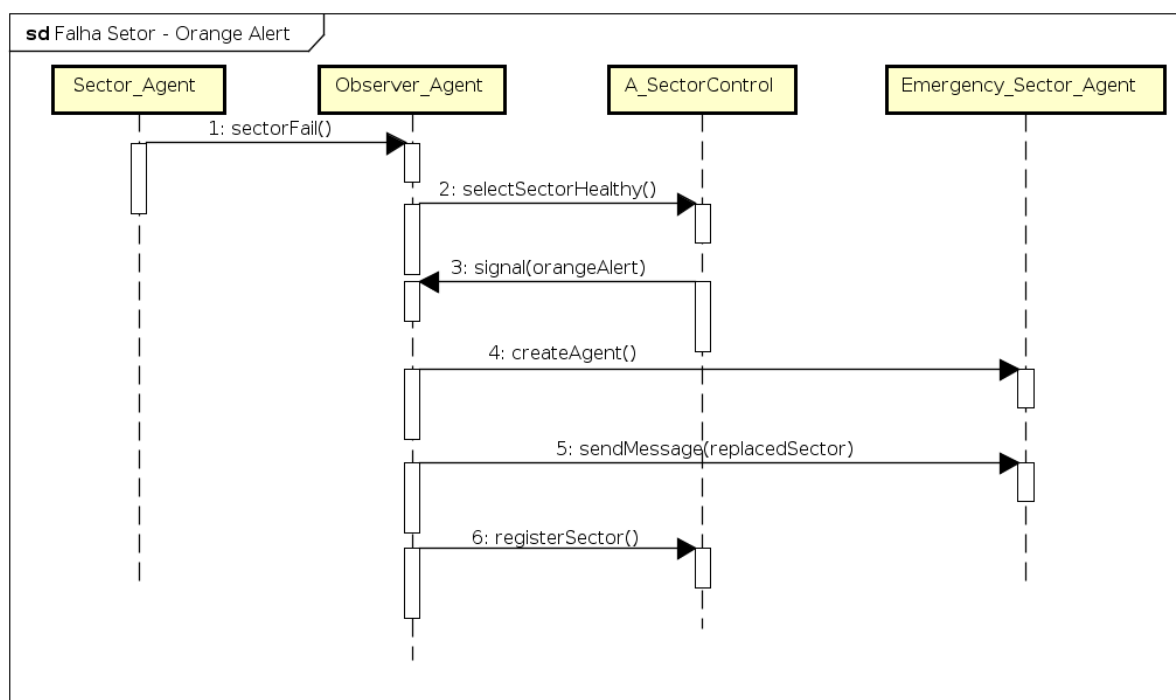 sd Falha Setor - Orange Alert
Sector_Agent
Observer_Agent
A_SectorControl
Emergency_Sector_Agent
1: sectorFail()
2: selectSectorHealthy()
3: signal(orangeAlert)
4: createAgent()
5: sendMessage(replacedSector)
6: registerSector()